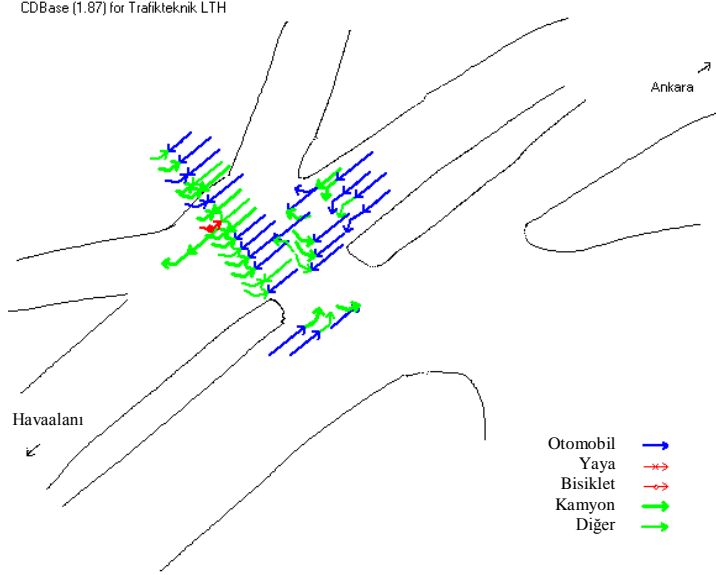 CDBase (1.87) for Trafikteknik LTH
Ankara
Havaalanı
Otomobil
Yaya
Bisiklet
Kamyon
Diğer